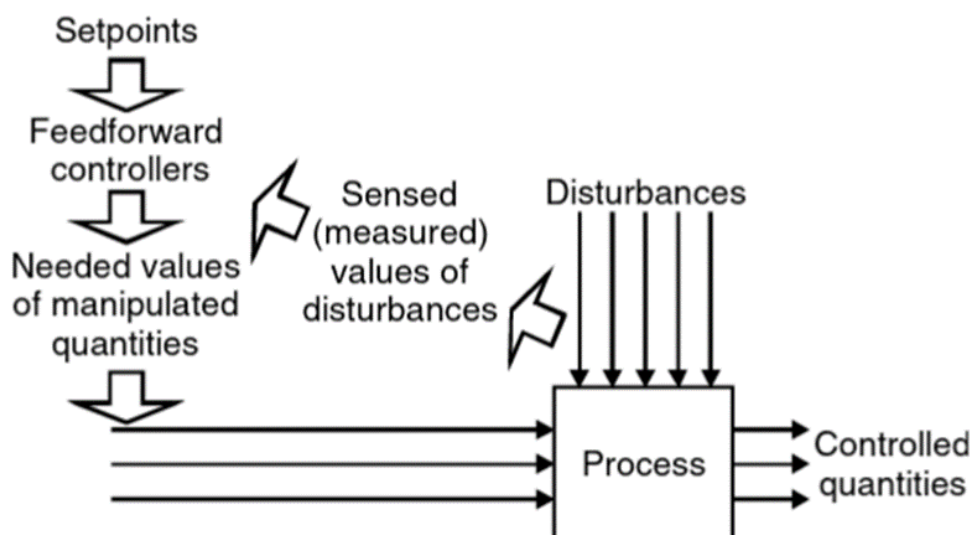 Setpoints
Feedforward
controllers
Needed values
of manipulated
quantities
Sensed
(measured)
values of
disturbances
Disturbances
Process
Controlled
quantities